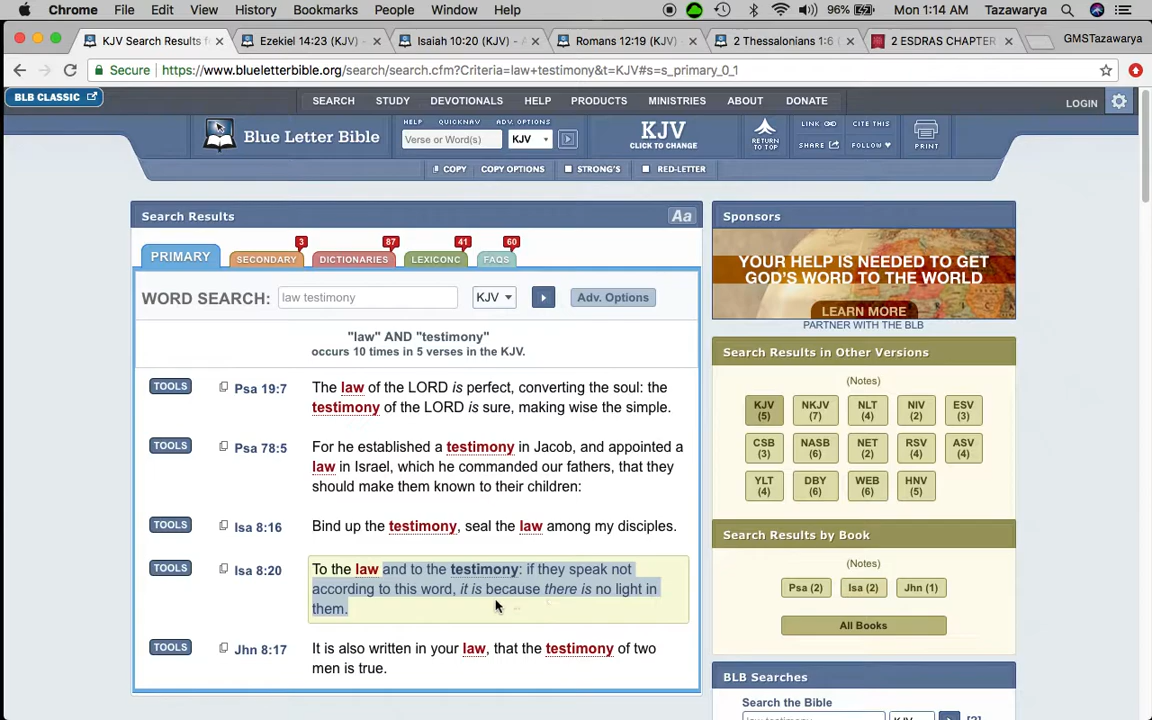 Chrome File Edit View History Bookmarks People Window Help 96% Mon 1:14 AM Tazawarya
KJV Search Results f Ezekiel 14:23 (KJV) - Isaiah 10:20 (KJV) - A Romans 12:19 (KJV) 2 Thessalonians 1:6 ( 2 ESDRAS CHAPTER GMSTazawarya
Secure https://www.blueletterbible.org/search/search.cfm?Criteria=law+testimony&t=KJV#s=s_primary_0_1
BLB CLASSIC
SEARCH STUDY DEVOTIONALS HELP PRODUCTS MINISTRIES ABOUT DONATE LOGIN
Blue Letter Bible
HELP QUICKNAV ADV. OPTIONS
Verse or Word(s) KJV
KJV
CLICK TO CHANGE
RETURN
TO TOP
LINK CITE THIS
SHARE FOLLOW
PRINT
COPY COPY OPTIONS STRONG'S RED-LETTER
Search Results Aa
PRIMARY SECONDARY 3 DICTIONARIES 87 LEXICONC 41 FAQS 60
WORD SEARCH: law testimony KJV Adv. Options
"law" AND "testimony"
occurs 10 times in 5 verses in the KJV.
TOOLS Psa 19:7 The law of the LORD is perfect, converting the soul: the
testimony of the LORD is sure, making wise the simple.
TOOLS Psa 78:5 For he established a testimony in Jacob, and appointed a
law in Israel, which he commanded our fathers, that they
should make them known to their children:
TOOLS Isa 8:16 Bind up the testimony, seal the law among my disciples.
TOOLS Isa 8:20 To the law and to the testimony: if they speak not
according to this word, it is because there is no light in
them.
TOOLS Jhn 8:17 It is also written in your law, that the testimony of two
men is true.
Sponsors
YOUR HELP IS NEEDED TO GET
GOD'S WORD TO THE WORLD
LEARN MORE
PARTNER WITH THE BLB
Search Results in Other Versions
(Notes)
KJV (5) NKJV (7) NLT (4) NIV (2) ESV (3)
CSB (3) NASB (6) NET (2) RSV (4) ASV (4)
YLT (4) DBY (6) WEB (6) HNV (5)
Search Results by Book
(Notes)
Psa (2) Isa (2) Jhn (1)
All Books
BLB Searches
Search the Bible
law testimony KJV [?]